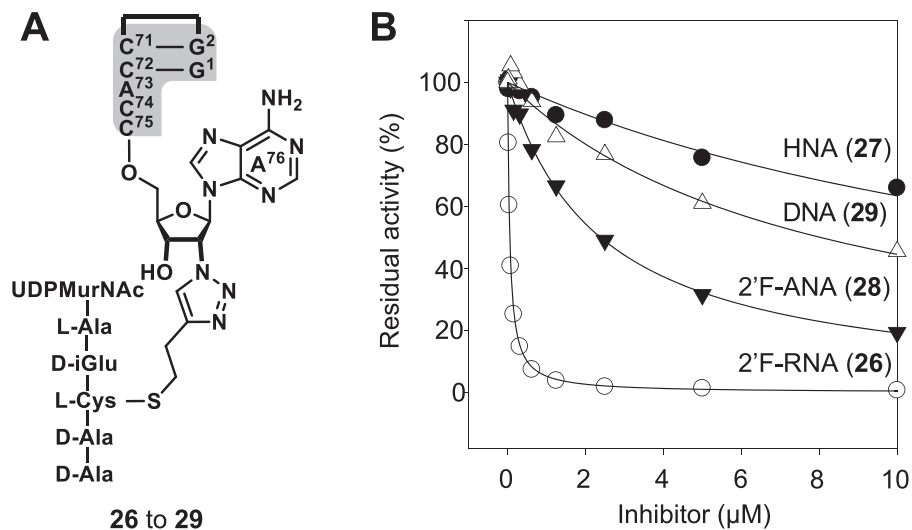 A
C71 G2
C72 G1
A73
C74
C75
O
NH2
N N
A76
N N
O
HO
N
N
N
UDPMurNAc
L-Ala
D-iGlu
L-Cys S
D-Ala
D-Ala
26 to 29
B
Residual activity (%)
100
80
60
40
20
0
HNA (27)
DNA (29)
2'F-ANA (28)
2'F-RNA (26)
0 2 4 6 8 10
Inhibitor (µM)